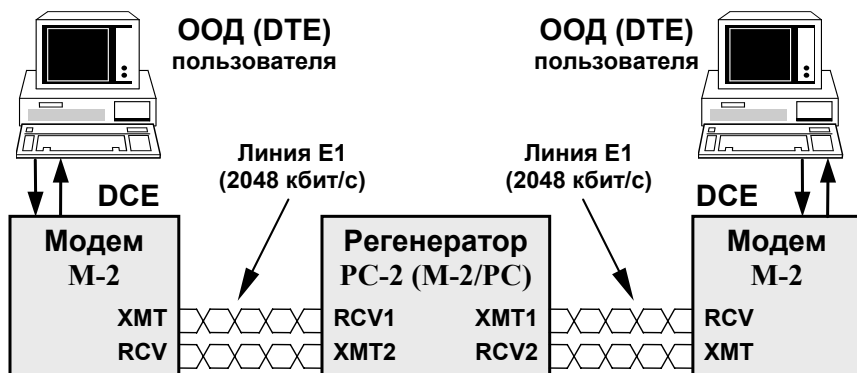 ООД (DTE)
пользователя
ООД (DTE)
пользователя
Линия E1
(2048 кбит/с)
Линия E1
(2048 кбит/с)
DCE
DCE
Модем
М-2
XMT
RCV
Регенератор
РС-2 (М-2/РС)
RCV1
XMT1
XMT2
RCV2
Модем
М-2
RCV
XMT